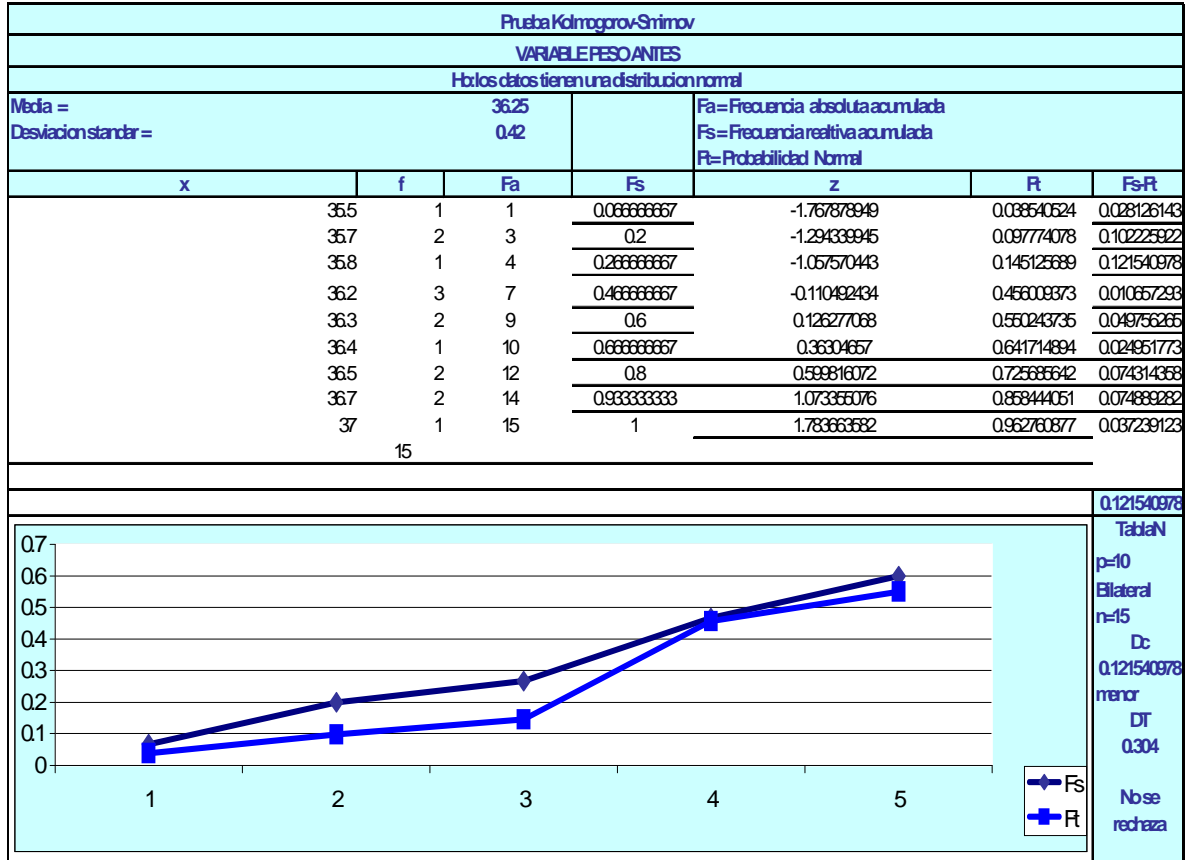 Prueba Kolmogorov-Smirnov
VARIABLE PESO ANTES
Ho:los datos tienen una distribucion normal
Media = 36.25 Fa= Frecuencia absoluta acumulada
Desviacion standar = 0.42 Fs= Frecuencia realtiva acumulada
Ft= Probabilidad Normal
x f Fa Fs z Ft Fs-Ft
35.5 1 1 0.066666667 -1.767878949 0.038540524 0.028126143
35.7 2 3 0.2 -1.294339945 0.097774078 0.102225922
35.8 1 4 0.266666667 -1.057570443 0.145125689 0.121540978
36.2 3 7 0.466666667 -0.110492434 0.456009373 0.010657293
36.3 2 9 0.6 0.126277068 0.550243735 0.049756265
36.4 1 10 0.666666667 0.36304657 0.641714894 0.024951773
36.5 2 12 0.8 0.599816072 0.725685642 0.074314358
36.7 2 14 0.933333333 1.073355076 0.858444051 0.074889282
37 1 15 1 1.783663582 0.962760877 0.037239123
15
0.121540978
0.7
0.6
0.5
0.4
0.3
0.2
0.1
0
1 2 3 4 5
Fs
Ft
Tabla N
p=10
Bilateral
n=15
Dc
0.121540978
menor
DT
0.304
No se
rechaza